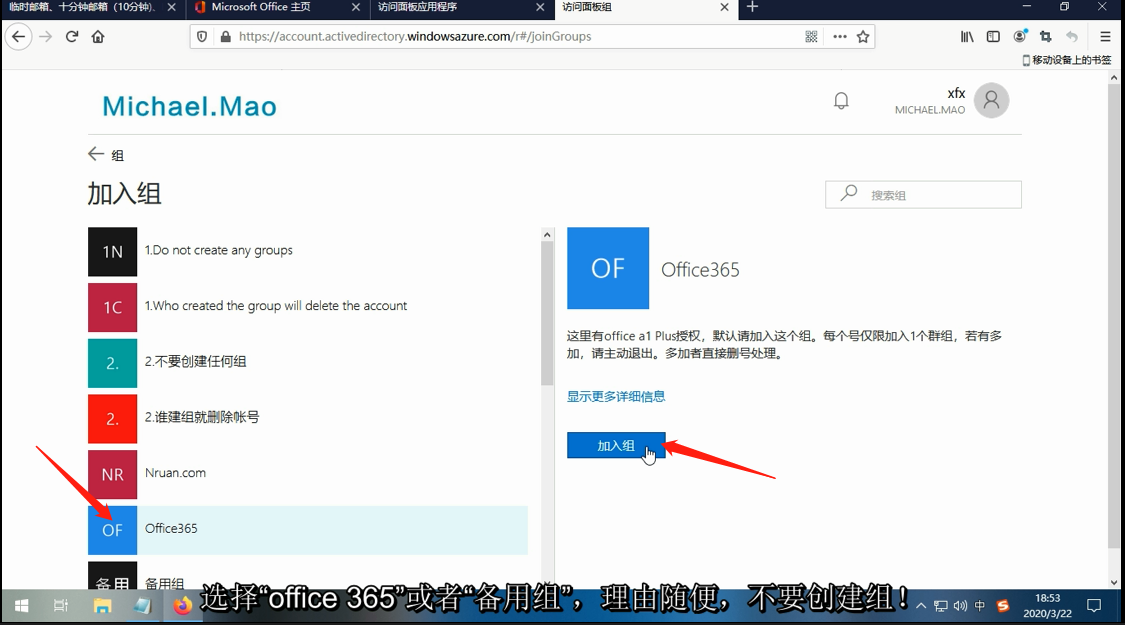 临时邮箱、十分钟邮箱（10分钟）.
Microsoft Office 主页
访问面板应用程序
访问面板组
https://account.activedirectory.windowsazure.com/r#/joinGroups
移动设备上的书签
Michael.Mao
xfx
MICHAEL.MAO
组
加入组
搜索组
1N 1.Do not create any groups
1C 1.Who created the group will delete the account
2. 2.不要创建任何组
2. 2.谁建组就删除帐号
NR Nruan.com
OF Office365
备用 备用组
OF Office365
这里有office a1 Plus授权，默认请加入这个组。每个号仅限加入1个群组，若有多
加，请主动退出。多加者直接删号处理。
显示更多详细信息
加入组
选择“office 365”或者“备用组”，理由随便，不要创建组！
中
18:53
2020/3/22